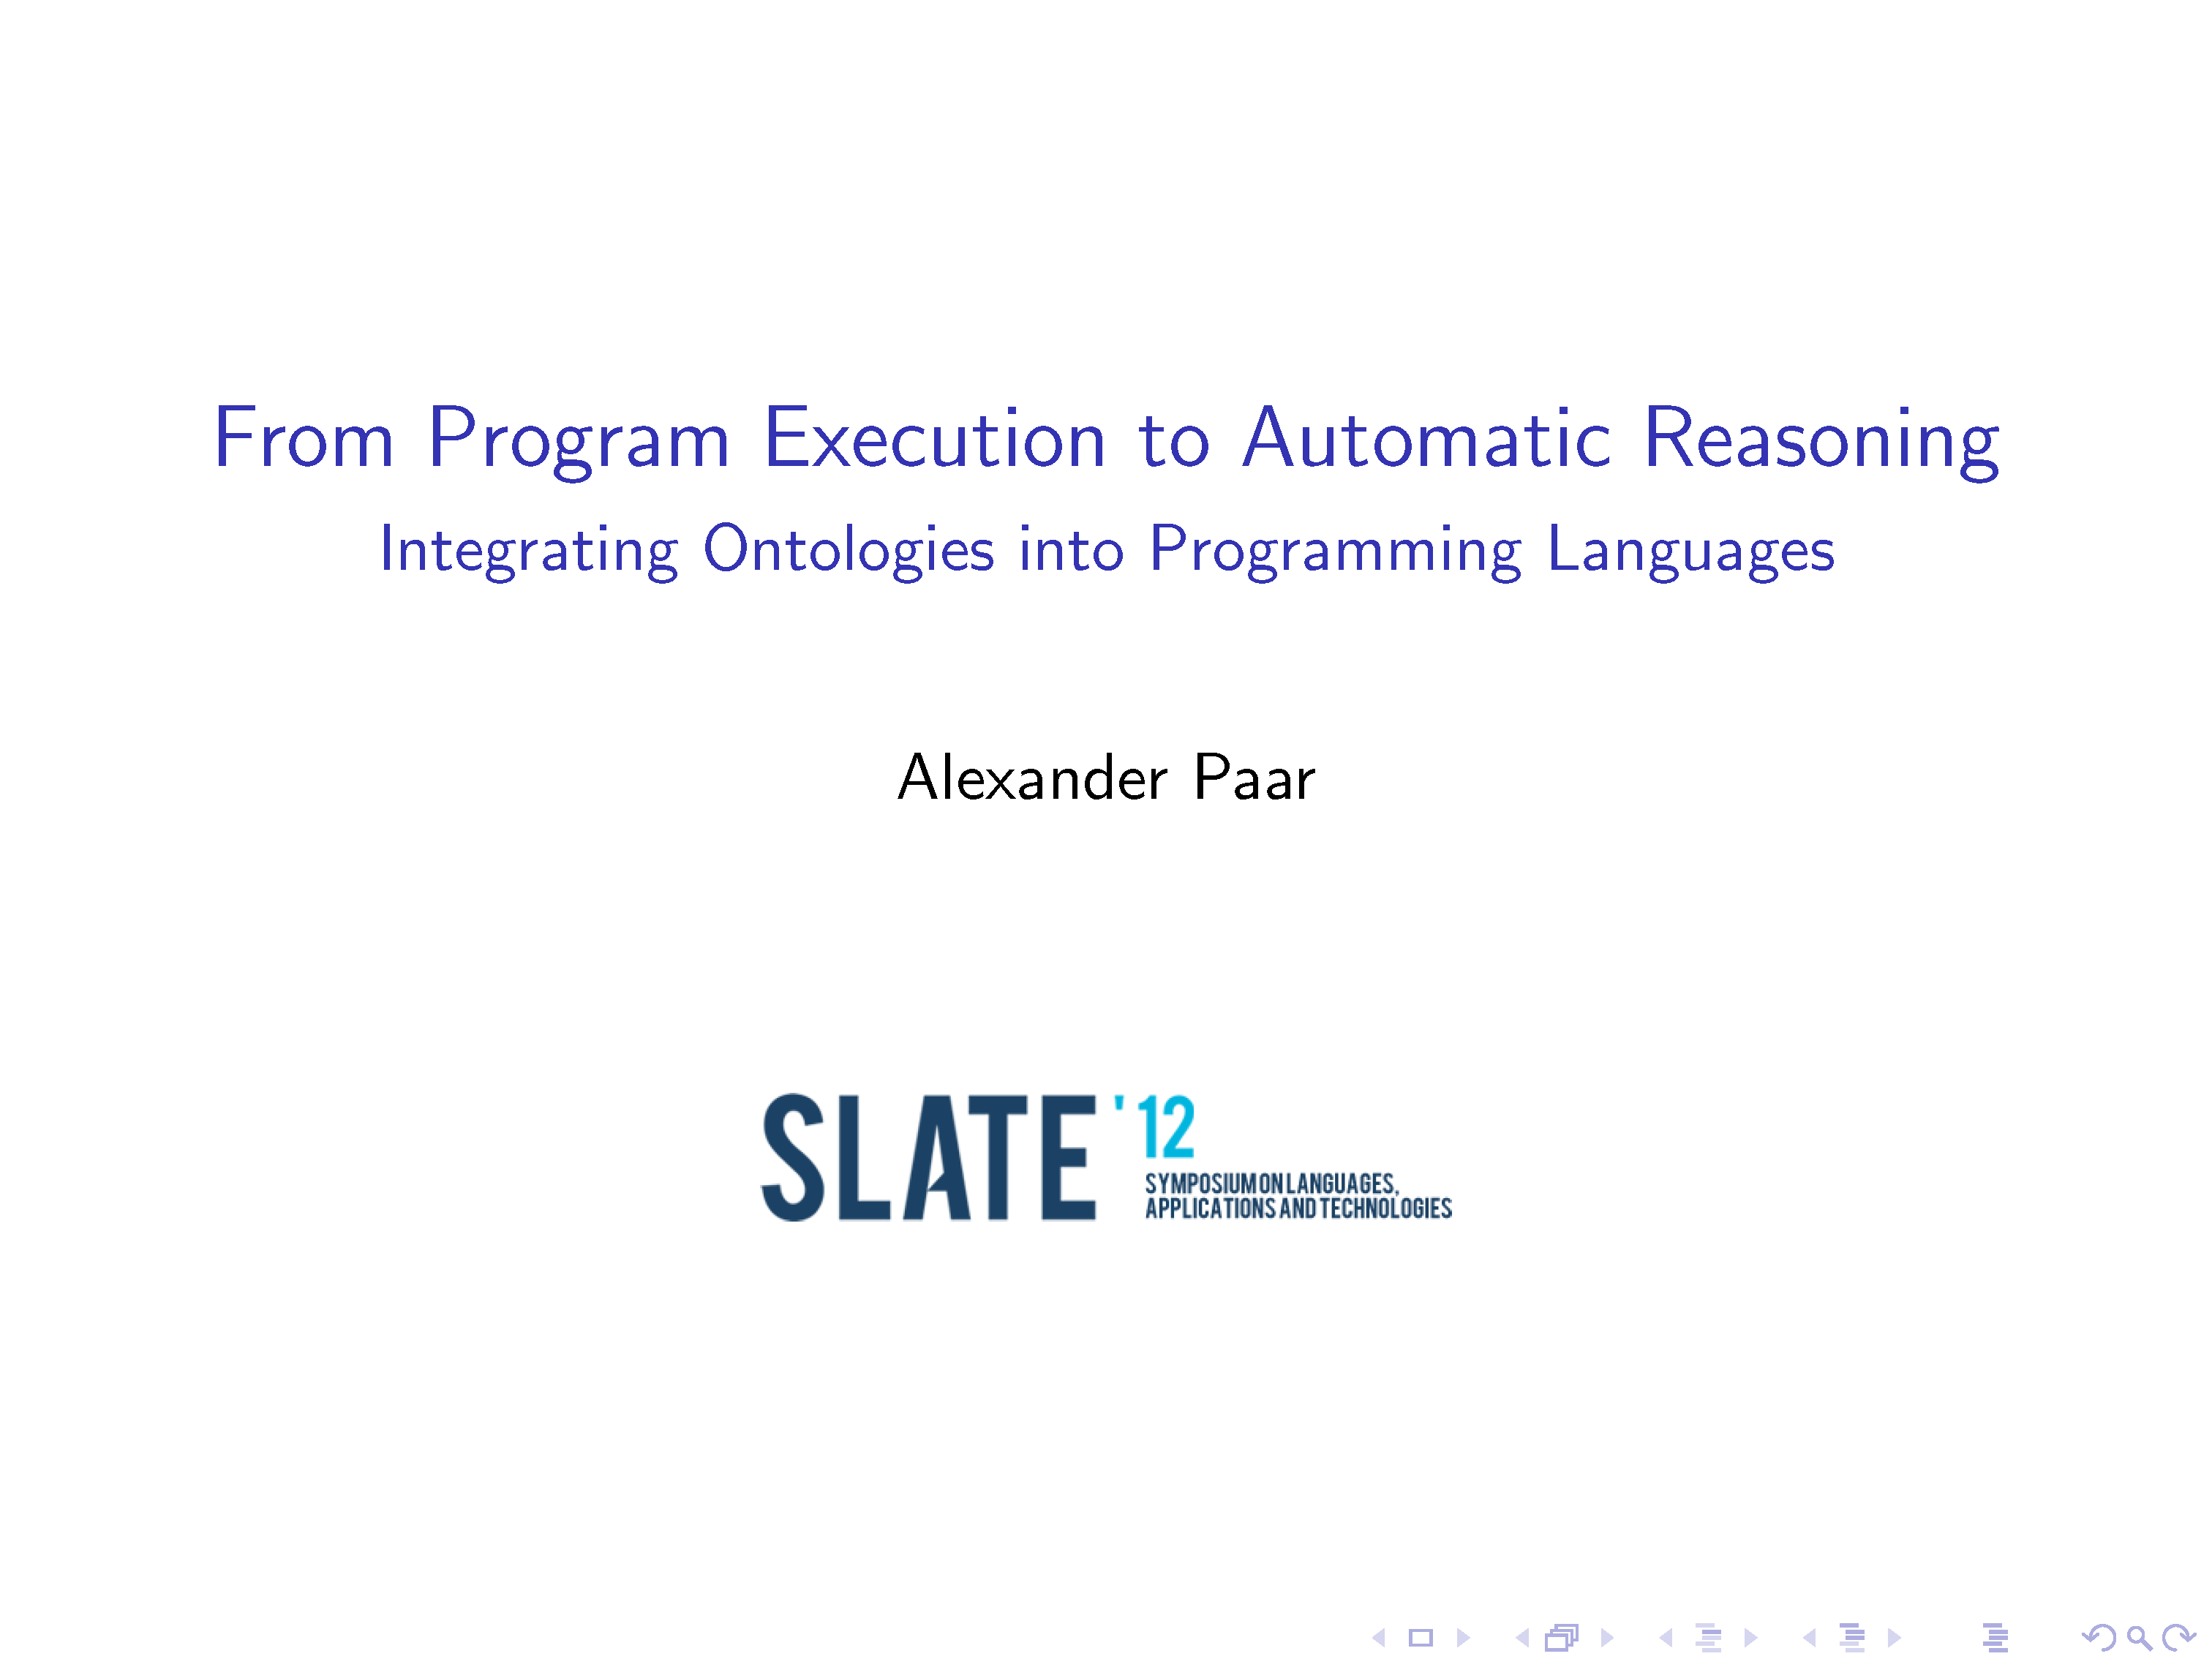 From Program Execution to Automatic Reasoning
Integrating Ontologies into Programming Languages
Alexander Paar
SLATE '12
SYMPOSIUM ON LANGUAGES,
APPLICATIONS AND TECHNOLOGIES